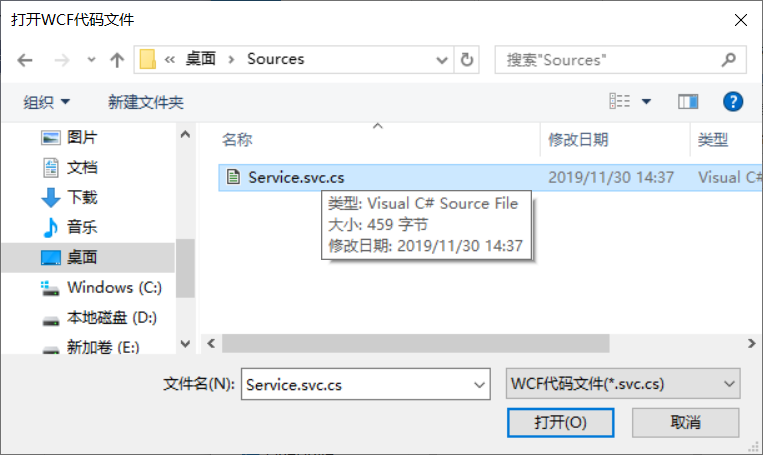 打开WCF代码文件
« 桌面 › Sources
搜索"Sources"
组织
新建文件夹
?
图片
文档
下载
音乐
桌面
Windows (C:)
本地磁盘 (D:)
新加卷 (E:)
名称
修改日期
类型
Service.svc.cs
2019/11/30 14:37
Visual C#
类型: Visual C# Source File
大小: 459 字节
修改日期: 2019/11/30 14:37
文件名(N):
Service.svc.cs
WCF代码文件(*.svc.cs)
打开(O)
取消